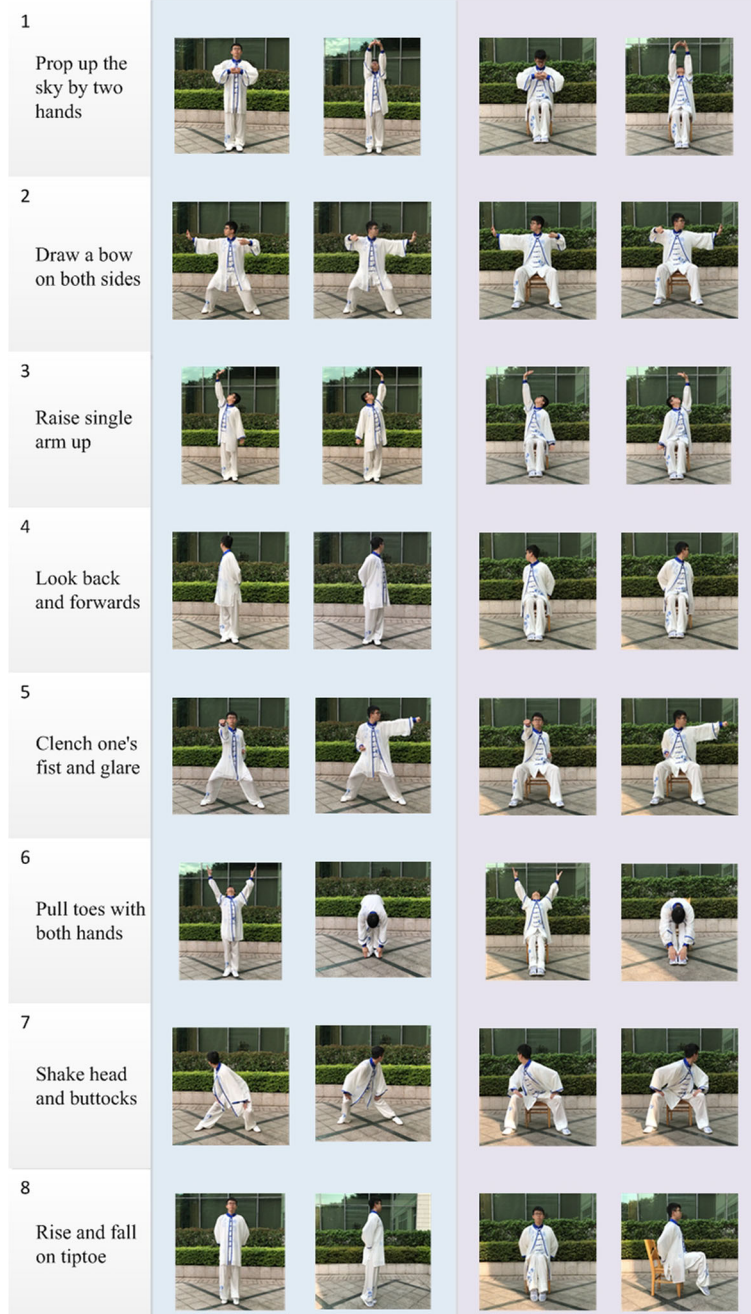 1
Prop up the
sky by two
hands
2
Draw a bow
on both sides
3
Raise single
arm up
4
Look back
and forwards
5
Clench one's
fist and glare
6
Pull toes with
both hands
7
Shake head
and buttocks
8
Rise and fall
on tiptoe